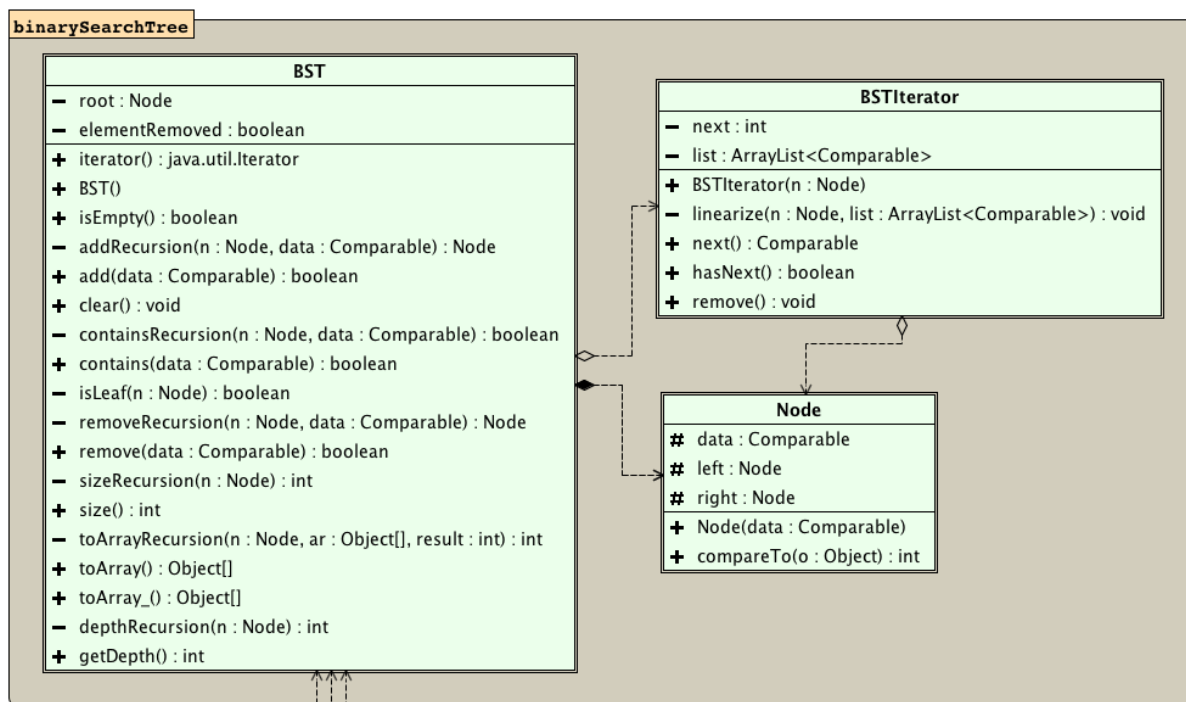 binarySearchTree
BST
− root : Node
− elementRemoved : boolean
+ iterator() : java.util.Iterator
+ BST()
+ isEmpty() : boolean
− addRecursion(n : Node, data : Comparable) : Node
+ add(data : Comparable) : boolean
+ clear() : void
− containsRecursion(n : Node, data : Comparable) : boolean
+ contains(data : Comparable) : boolean
− isLeaf(n : Node) : boolean
− removeRecursion(n : Node, data : Comparable) : Node
+ remove(data : Comparable) : boolean
− sizeRecursion(n : Node) : int
+ size() : int
− toArrayRecursion(n : Node, ar : Object[], result : int) : int
+ toArray() : Object[]
+ toArray_() : Object[]
− depthRecursion(n : Node) : int
+ getDepth() : int
BSTIterator
− next : int
− list : ArrayList<Comparable>
+ BSTIterator(n : Node)
− linearize(n : Node, list : ArrayList<Comparable>) : void
+ next() : Comparable
+ hasNext() : boolean
+ remove() : void
Node
# data : Comparable
# left : Node
# right : Node
+ Node(data : Comparable)
+ compareTo(o : Object) : int